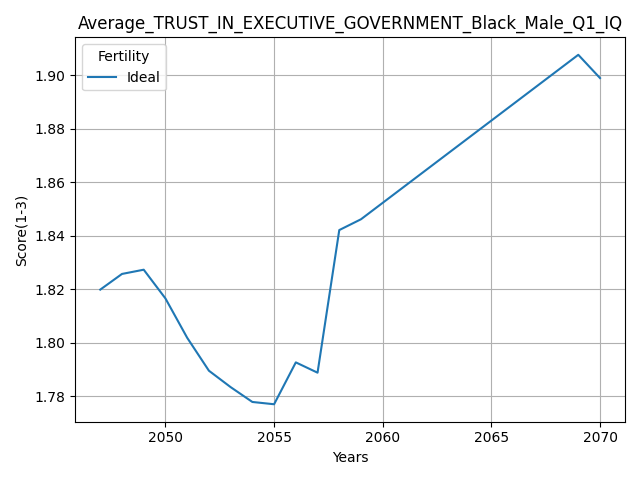 Average_TRUST_IN_EXECUTIVE_GOVERNMENT_Black_Male_Q1_IQ
Fertility
Ideal
1.90
1.88
1.86
1.84
1.82
1.80
1.78
Score(1-3)
2050 2055 2060 2065 2070
Years